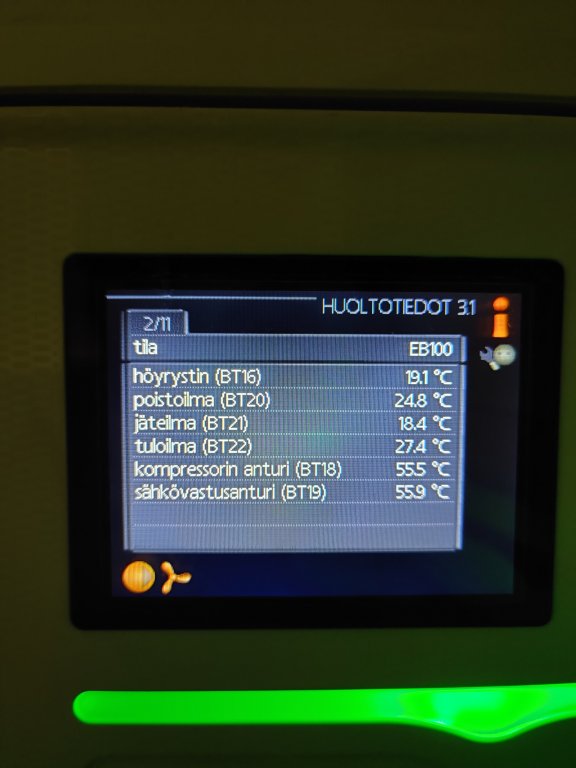 HUOLTOTIEDOT 3.1
2/11
tila EB100
höyrystin (BT16) 19.1 °C
poistoilma (BT20) 24.8 °C
jäteilma (BT21) 18.4 °C
tuloilma (BT22) 27.4 °C
kompressorin anturi (BT18) 55.5 °C
sähkövastusanturi (BT19) 55.9 °C